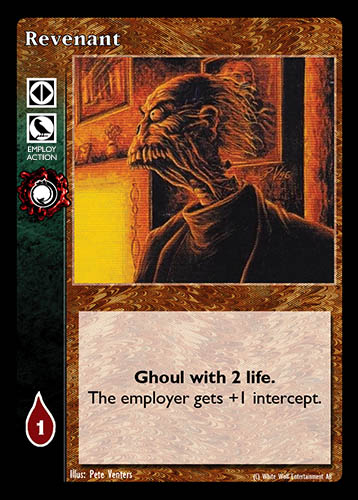 Revenant
EMPLOY
ACTION
Ghoul with 2 life.
The employer gets +1 intercept.
1
Illus: Pete Venters
(C) White Wolf Entertainment AB